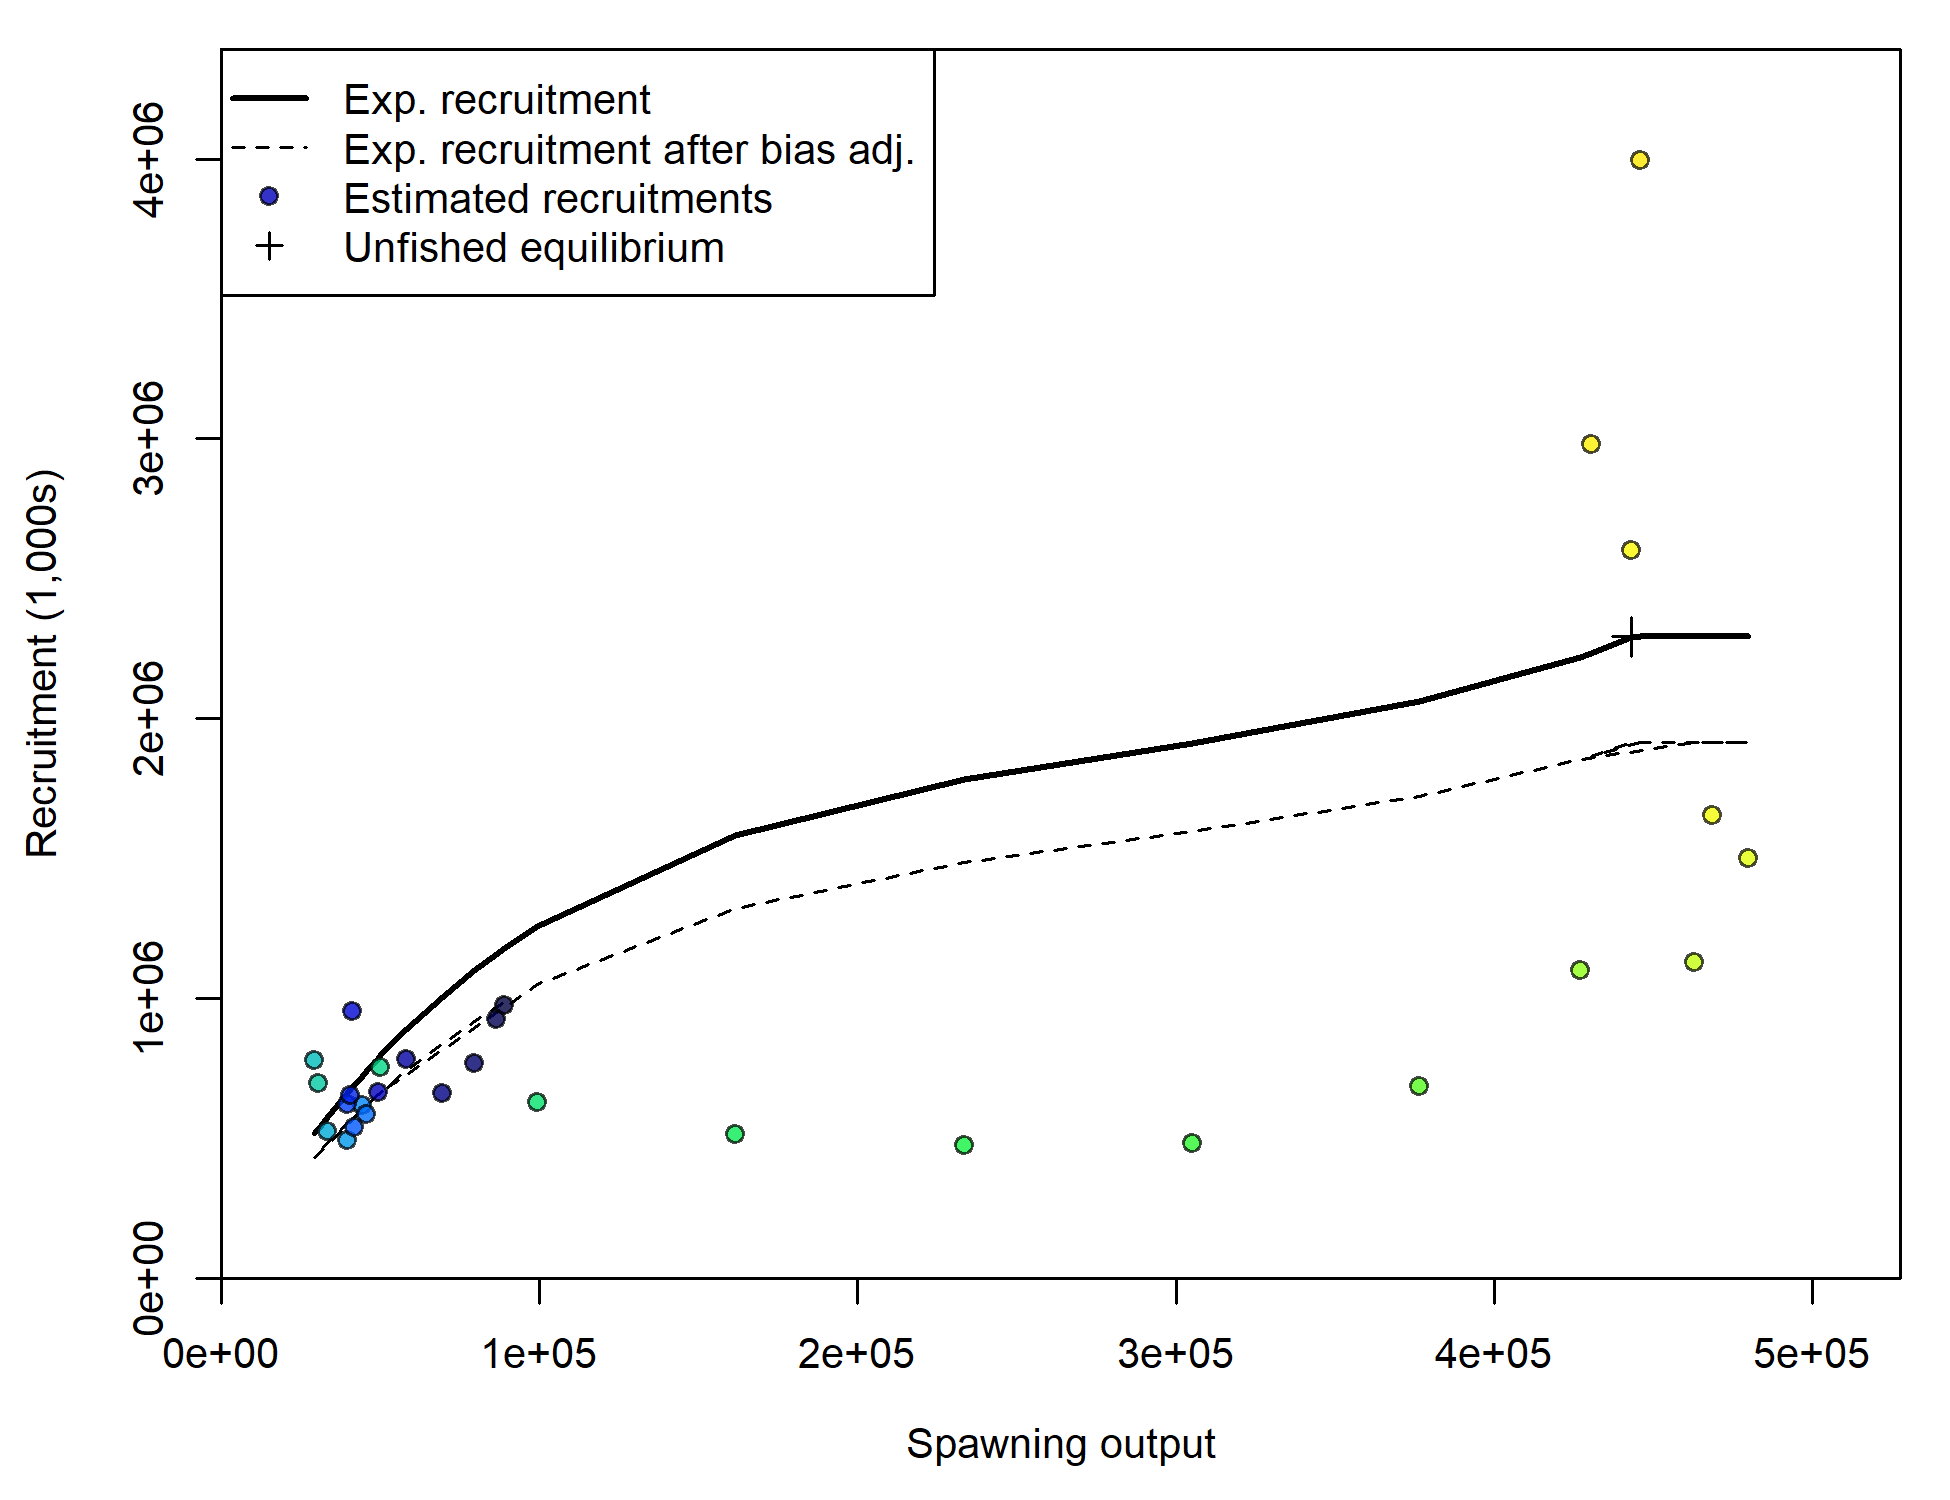 Exp. recruitment
Exp. recruitment after bias adj.
Estimated recruitments
Unfished equilibrium
Recruitment (1,000s)
4e+06
3e+06
2e+06
1e+06
0e+00
0e+00 1e+05 2e+05 3e+05 4e+05 5e+05
Spawning output